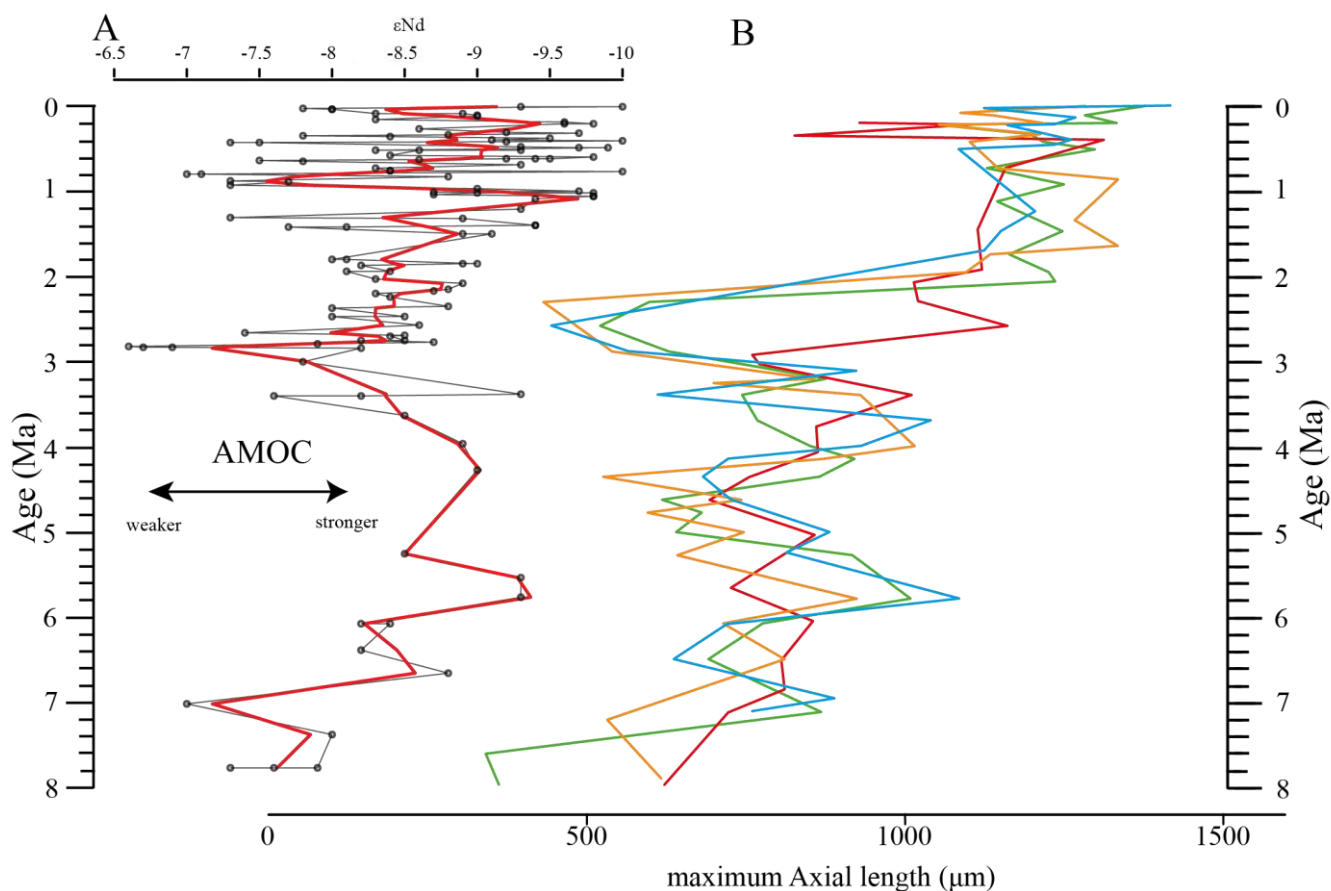 A
εNd
B
-6.5 -7 -7.5 -8 -8.5 -9 -9.5 -10
0 0
1 1
2 2
3 3
4 4
5 5
6 6
7 7
8 8
Age (Ma)
AMOC
weaker stronger
Age (Ma)
0 500 1000 1500
maximum Axial length (μm)